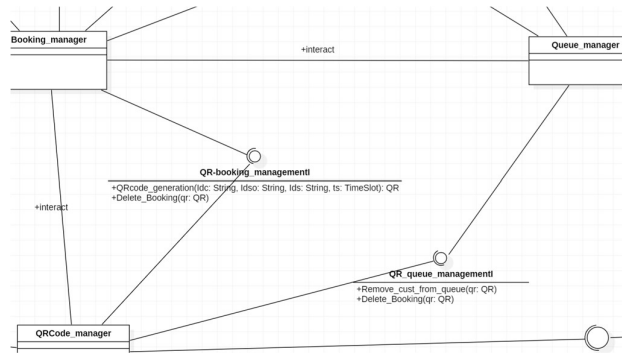 Booking_manager
Queue_manager
+interact
QR-booking_managementI
+QRcode_generation(Idc: String, Idso: String, Ids: String, ts: TimeSlot): QR
+Delete_Booking(qr: QR)
+interact
QR_queue_managementI
+Remove_cust_from_queue(qr: QR)
+Delete_Booking(qr: QR)
QRCode_manager